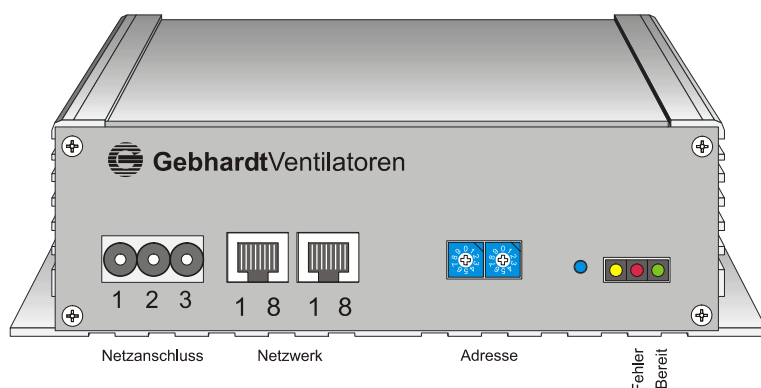 GebhardtVentilatoren
1 2 3 1 8 1 8
Netzanschluss Netzwerk Adresse Fehler Bereit